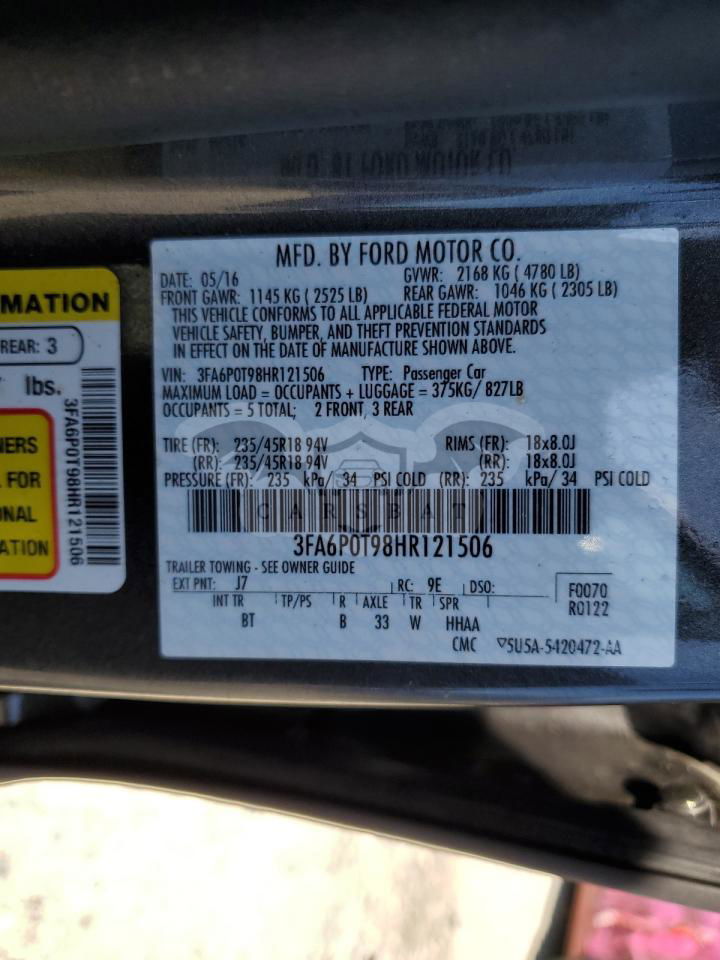 MFD. BY FORD MOTOR CO.
DATE: 05/16 GVWR: 2168 KG ( 4780 LB)
FRONT GAWR: 1145 KG ( 2525 LB) REAR GAWR: 1046 KG ( 2305 LB)
THIS VEHICLE CONFORMS TO ALL APPLICABLE FEDERAL MOTOR
VEHICLE SAFETY, BUMPER, AND THEFT PREVENTION STANDARDS
IN EFFECT ON THE DATE OF MANUFACTURE SHOWN ABOVE.
VIN: 3FA6P0T98HR121506 TYPE: Passenger Car
MAXIMUM LOAD = OCCUPANTS + LUGGAGE = 375KG/ 827LB
OCCUPANTS = 5 TOTAL; 2 FRONT, 3 REAR
TIRE (FR): 235/45R18 94V RIMS (FR): 18x8.0J
(RR): 235/45R18 94V (RR): 18x8.0J
PRESSURE (FR): 235 kPa/ 34 PSI COLD (RR): 235 kPa/ 34 PSI COLD
CARSBAT
3FA6P0T98HR121506
TRAILER TOWING - SEE OWNER GUIDE
EXT PNT: J7 RC: 9E DSO: F0070
R0122
INT TR TP/PS R AXLE TR SPR
BT B 33 W HHAA
CMC ▽5U5A-5420472-AA
MATION
REAR: 3
lbs.
NERS
L FOR
ONAL
ATION
3FA6P0T98HR121506